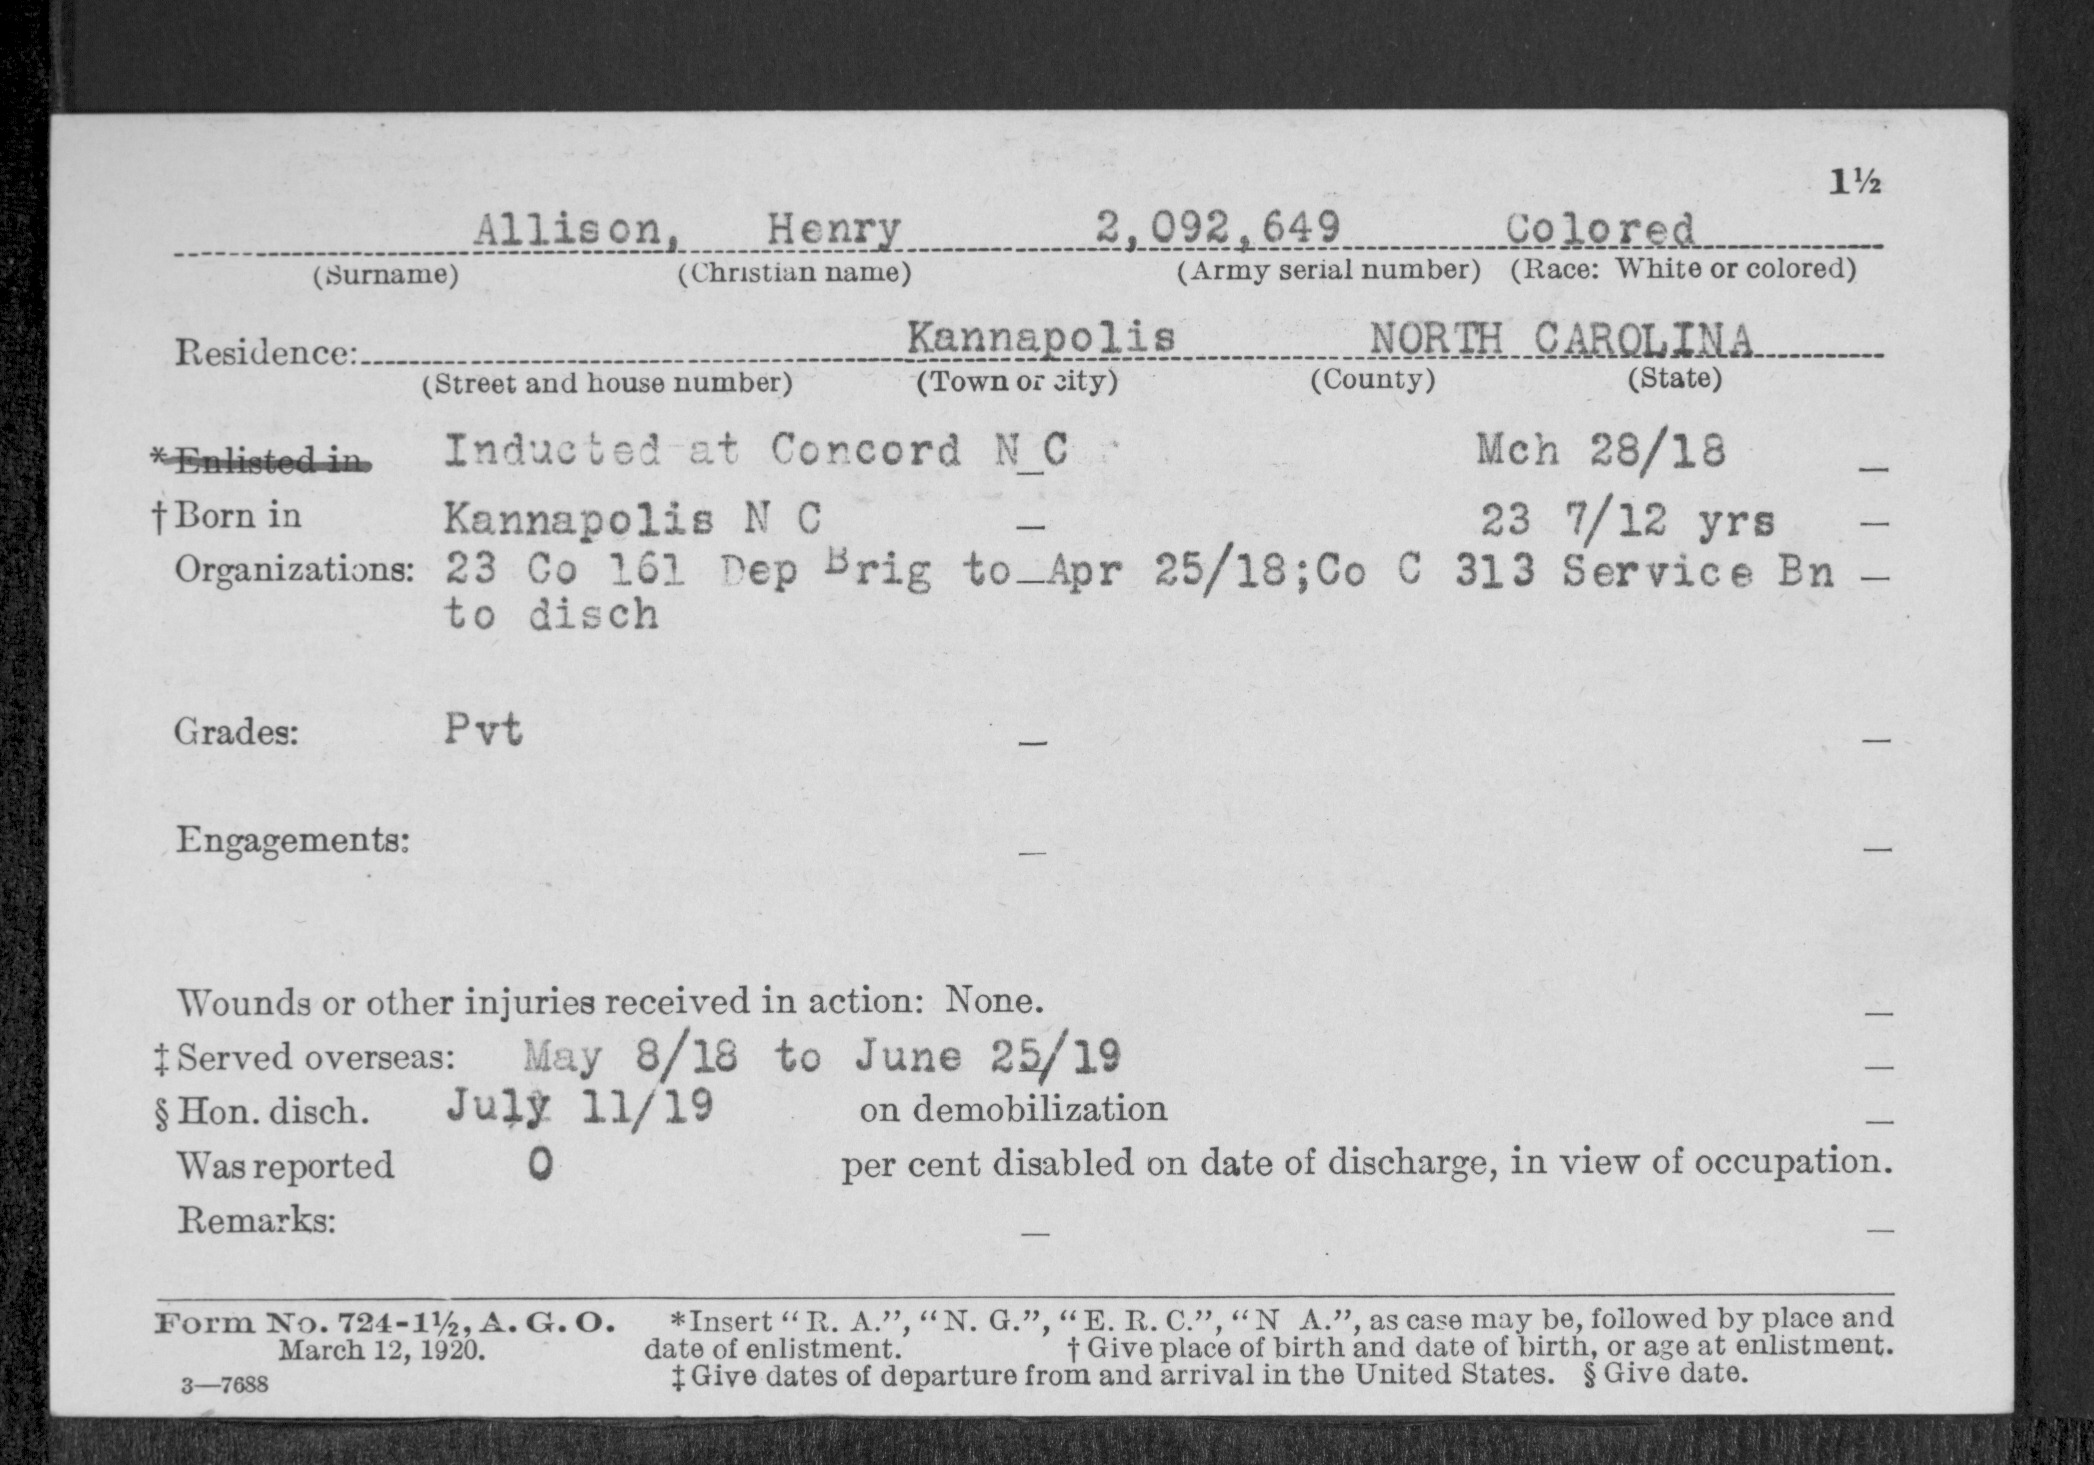 1½
Allison, Henry 2,092,649 Colored
(Surname) (Christian name) (Army serial number) (Race: White or colored)
Residence: Kannapolis NORTH CAROLINA
(Street and house number) (Town or city) (County) (State)
*Enlisted in Inducted at Concord N C Mch 28/18
†Born in Kannapolis N C 23 7/12 yrs
Organizations: 23 Co 161 Dep Brig to Apr 25/18;Co C 313 Service Bn
to disch
Grades: Pvt
Engagements:
Wounds or other injuries received in action: None.
‡Served overseas: May 8/18 to June 25/19
§Hon. disch. July 11/19 on demobilization
Was reported 0 per cent disabled on date of discharge, in view of occupation.
Remarks:
Form No. 724-1½, A. G. O. *Insert "R. A.", "N. G.", "E. R. C.", "N A.", as case may be, followed by place and
March 12, 1920. date of enlistment. †Give place of birth and date of birth, or age at enlistment.
3—7688 ‡Give dates of departure from and arrival in the United States. §Give date.